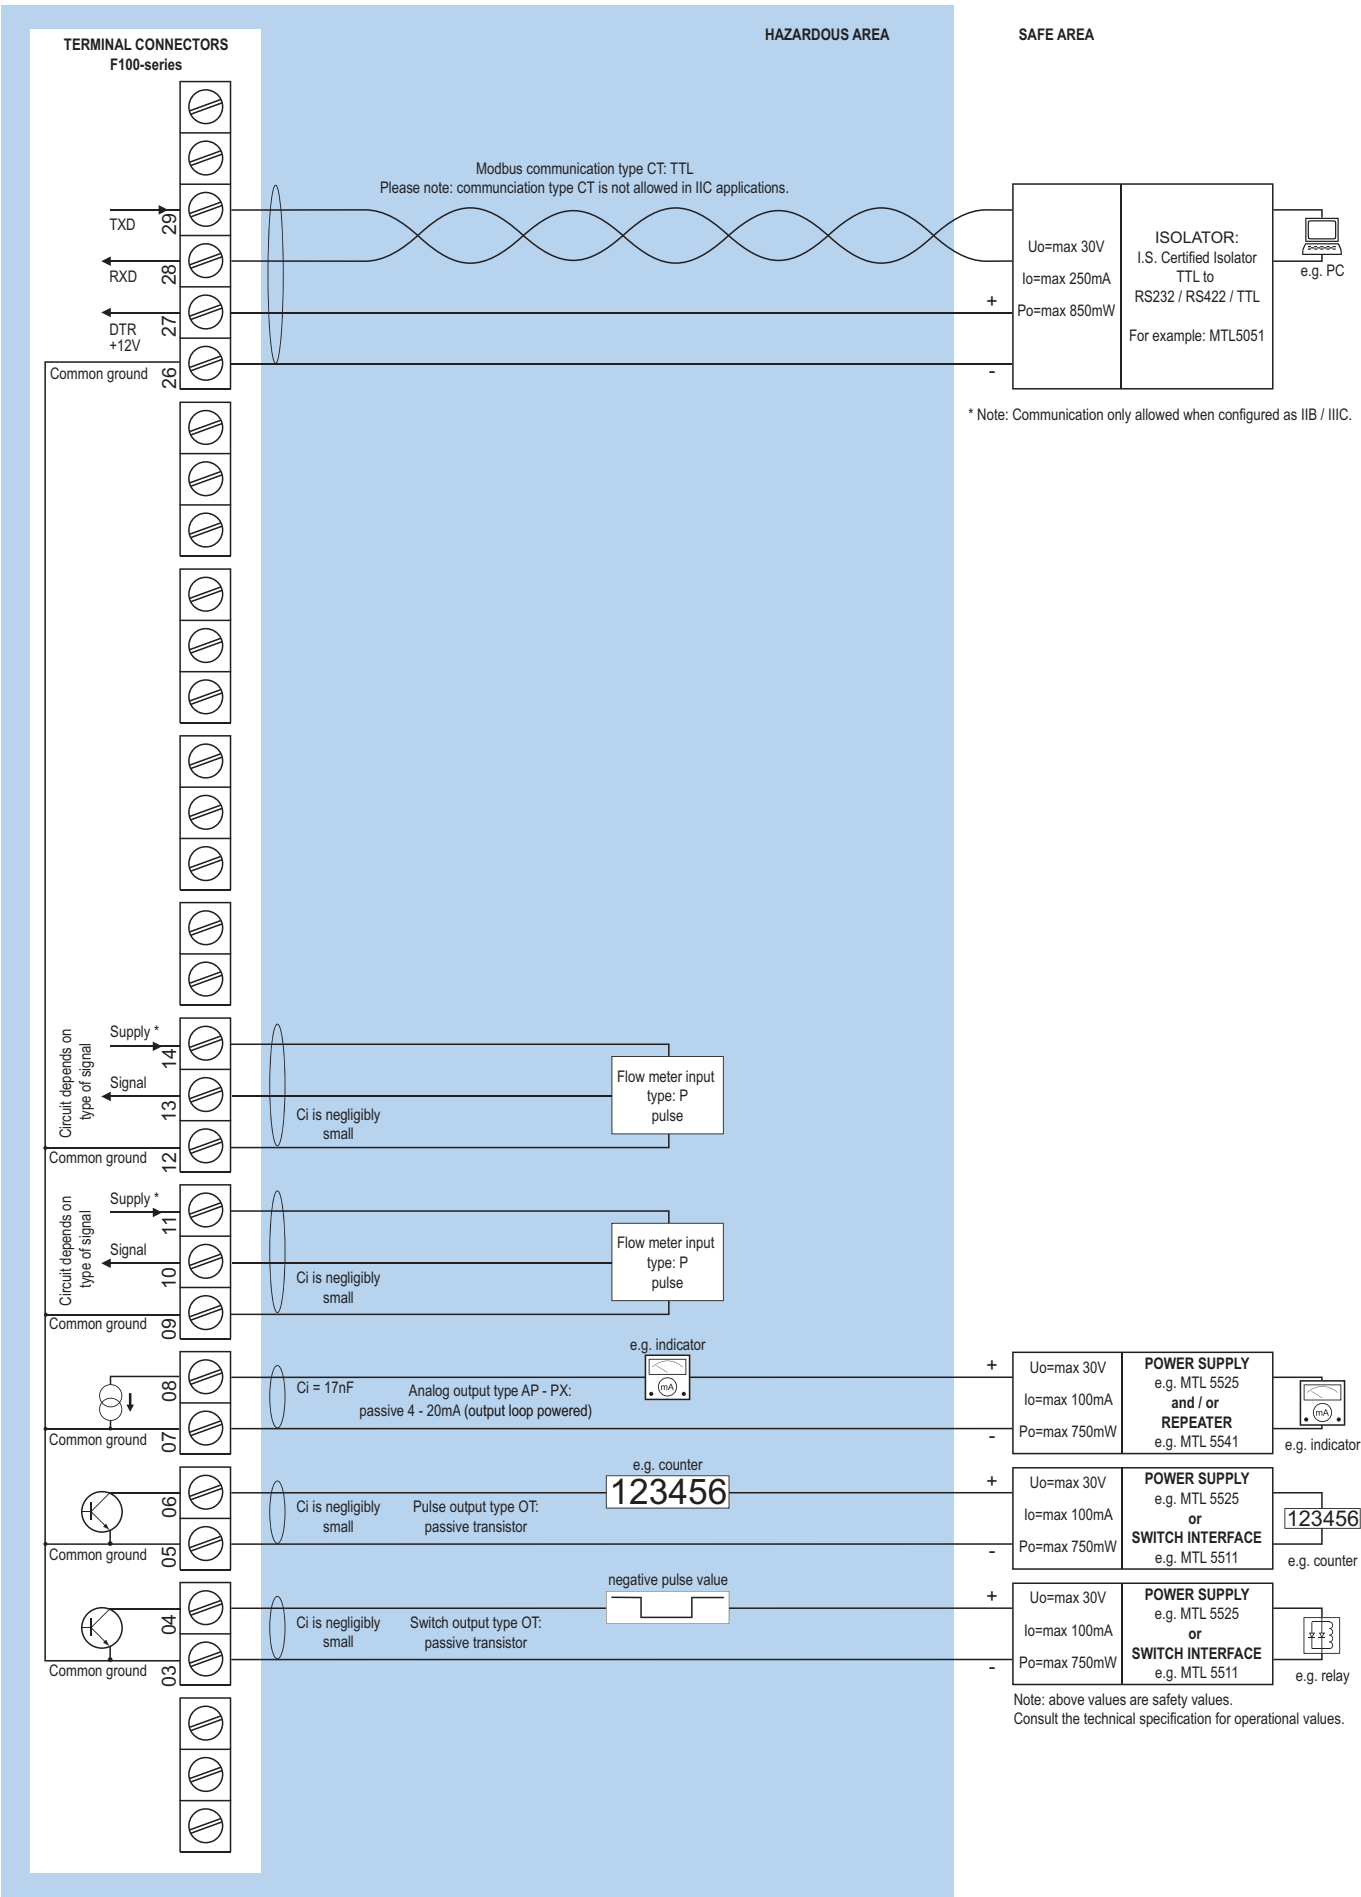 HAZARDOUS AREA
SAFE AREA
TERMINAL CONNECTORS
F100-series
Modbus communication type CT: TTL
Please note: communciation type CT is not allowed in IIC applications.
TXD
29
RXD
28
DTR
+12V
27
Common ground
26
+
-
Uo=max 30V
Io=max 250mA
Po=max 850mW
ISOLATOR:
I.S. Certified Isolator
TTL to
RS232 / RS422 / TTL
For example: MTL5051
e.g. PC
* Note: Communication only allowed when configured as IIB / IIIC.
Circuit depends on
type of signal
Supply *
14
Signal
13
Common ground
12
Ci is negligibly
small
Flow meter input
type: P
pulse
Circuit depends on
type of signal
Supply *
11
Signal
10
Common ground
09
Ci is negligibly
small
Flow meter input
type: P
pulse
08
Common ground
07
Ci = 17nF
Analog output type AP - PX:
passive 4 - 20mA (output loop powered)
e.g. indicator
mA
+
-
Uo=max 30V
Io=max 100mA
Po=max 750mW
POWER SUPPLY
e.g. MTL 5525
and / or
REPEATER
e.g. MTL 5541
mA
e.g. indicator
06
Common ground
05
Ci is negligibly
small
Pulse output type OT:
passive transistor
e.g. counter
123456
+
-
Uo=max 30V
Io=max 100mA
Po=max 750mW
POWER SUPPLY
e.g. MTL 5525
or
SWITCH INTERFACE
e.g. MTL 5511
123456
e.g. counter
04
Common ground
03
Ci is negligibly
small
Switch output type OT:
passive transistor
negative pulse value
+
-
Uo=max 30V
Io=max 100mA
Po=max 750mW
POWER SUPPLY
e.g. MTL 5525
or
SWITCH INTERFACE
e.g. MTL 5511
e.g. relay
Note: above values are safety values.
Consult the technical specification for operational values.